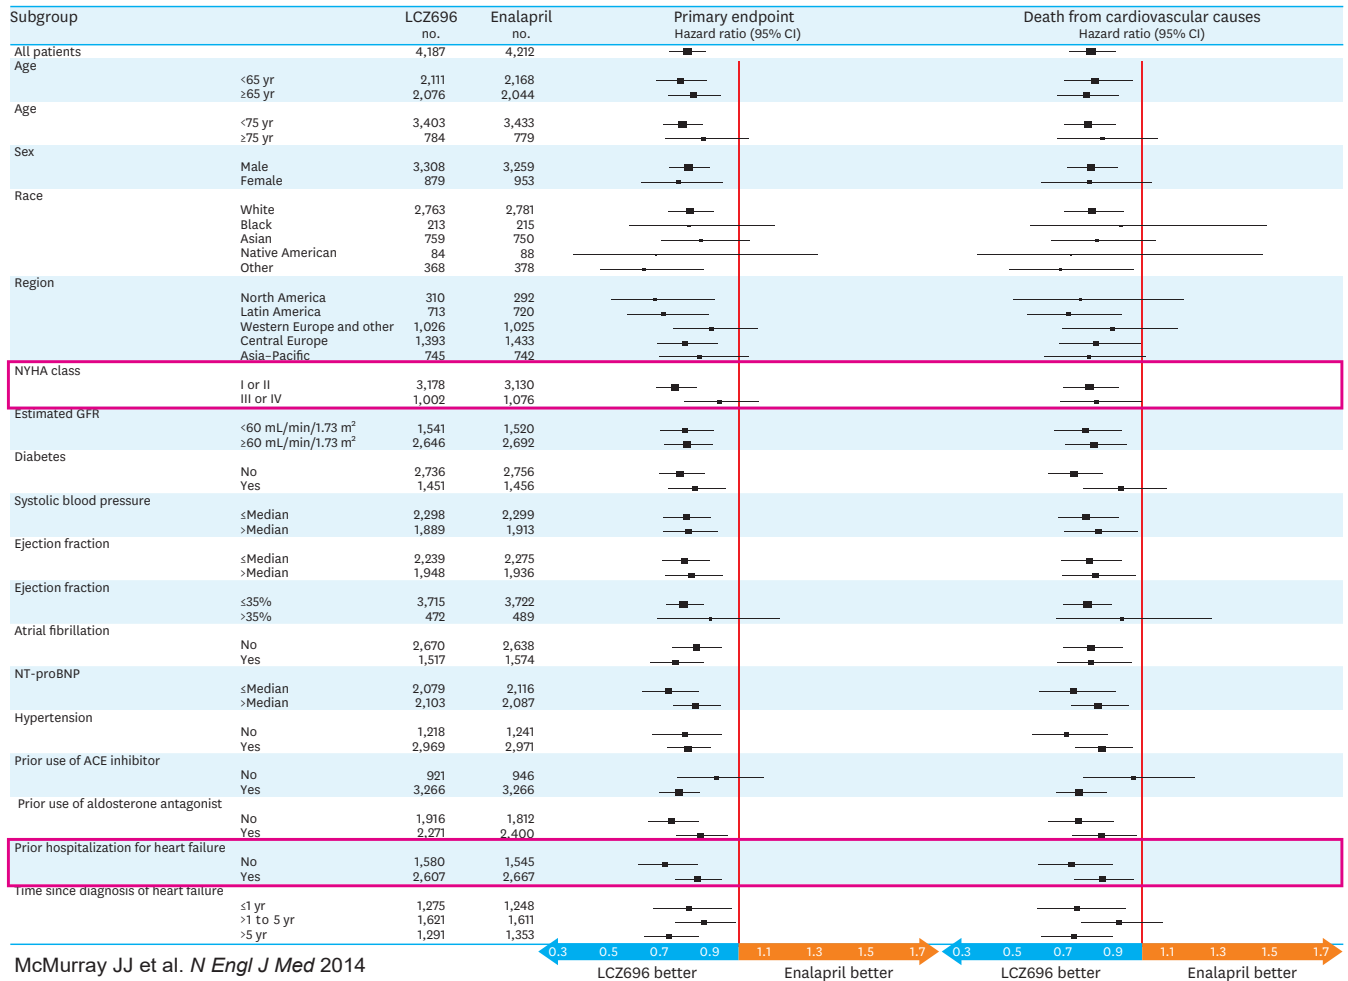 Subgroup LCZ696 Enalapril Primary endpoint Death from cardiovascular causes
no. no. Hazard ratio (95% CI) Hazard ratio (95% CI)
All patients 4,187 4,212
Age
<65 yr 2,111 2,168
≥65 yr 2,076 2,044
Age
<75 yr 3,403 3,433
≥75 yr 784 779
Sex
Male 3,308 3,259
Female 879 953
Race
White 2,763 2,781
Black 213 215
Asian 759 750
Native American 84 88
Other 368 378
Region
North America 310 292
Latin America 713 720
Western Europe and other 1,026 1,025
Central Europe 1,393 1,433
Asia–Pacific 745 742
NYHA class
I or II 3,178 3,130
III or IV 1,002 1,076
Estimated GFR
<60 mL/min/1.73 m² 1,541 1,520
≥60 mL/min/1.73 m² 2,646 2,692
Diabetes
No 2,736 2,756
Yes 1,451 1,456
Systolic blood pressure
≤Median 2,298 2,299
>Median 1,889 1,913
Ejection fraction
≤Median 2,239 2,275
>Median 1,948 1,936
Ejection fraction
≤35% 3,715 3,722
>35% 472 489
Atrial fibrillation
No 2,670 2,638
Yes 1,517 1,574
NT-proBNP
≤Median 2,079 2,116
>Median 2,103 2,087
Hypertension
No 1,218 1,241
Yes 2,969 2,971
Prior use of ACE inhibitor
No 921 946
Yes 3,266 3,266
Prior use of aldosterone antagonist
No 1,916 1,812
Yes 2,271 2.400
Prior hospitalization for heart failure
No 1,580 1,545
Yes 2,607 2,667
Time since diagnosis of heart failure
≤1 yr 1,275 1,248
>1 to 5 yr 1,621 1,611
>5 yr 1,291 1,353
0.3 0.5 0.7 0.9 1.1 1.3 1.5 1.7 0.3 0.5 0.7 0.9 1.1 1.3 1.5 1.7
McMurray JJ et al. N Engl J Med 2014 LCZ696 better Enalapril better LCZ696 better Enalapril better